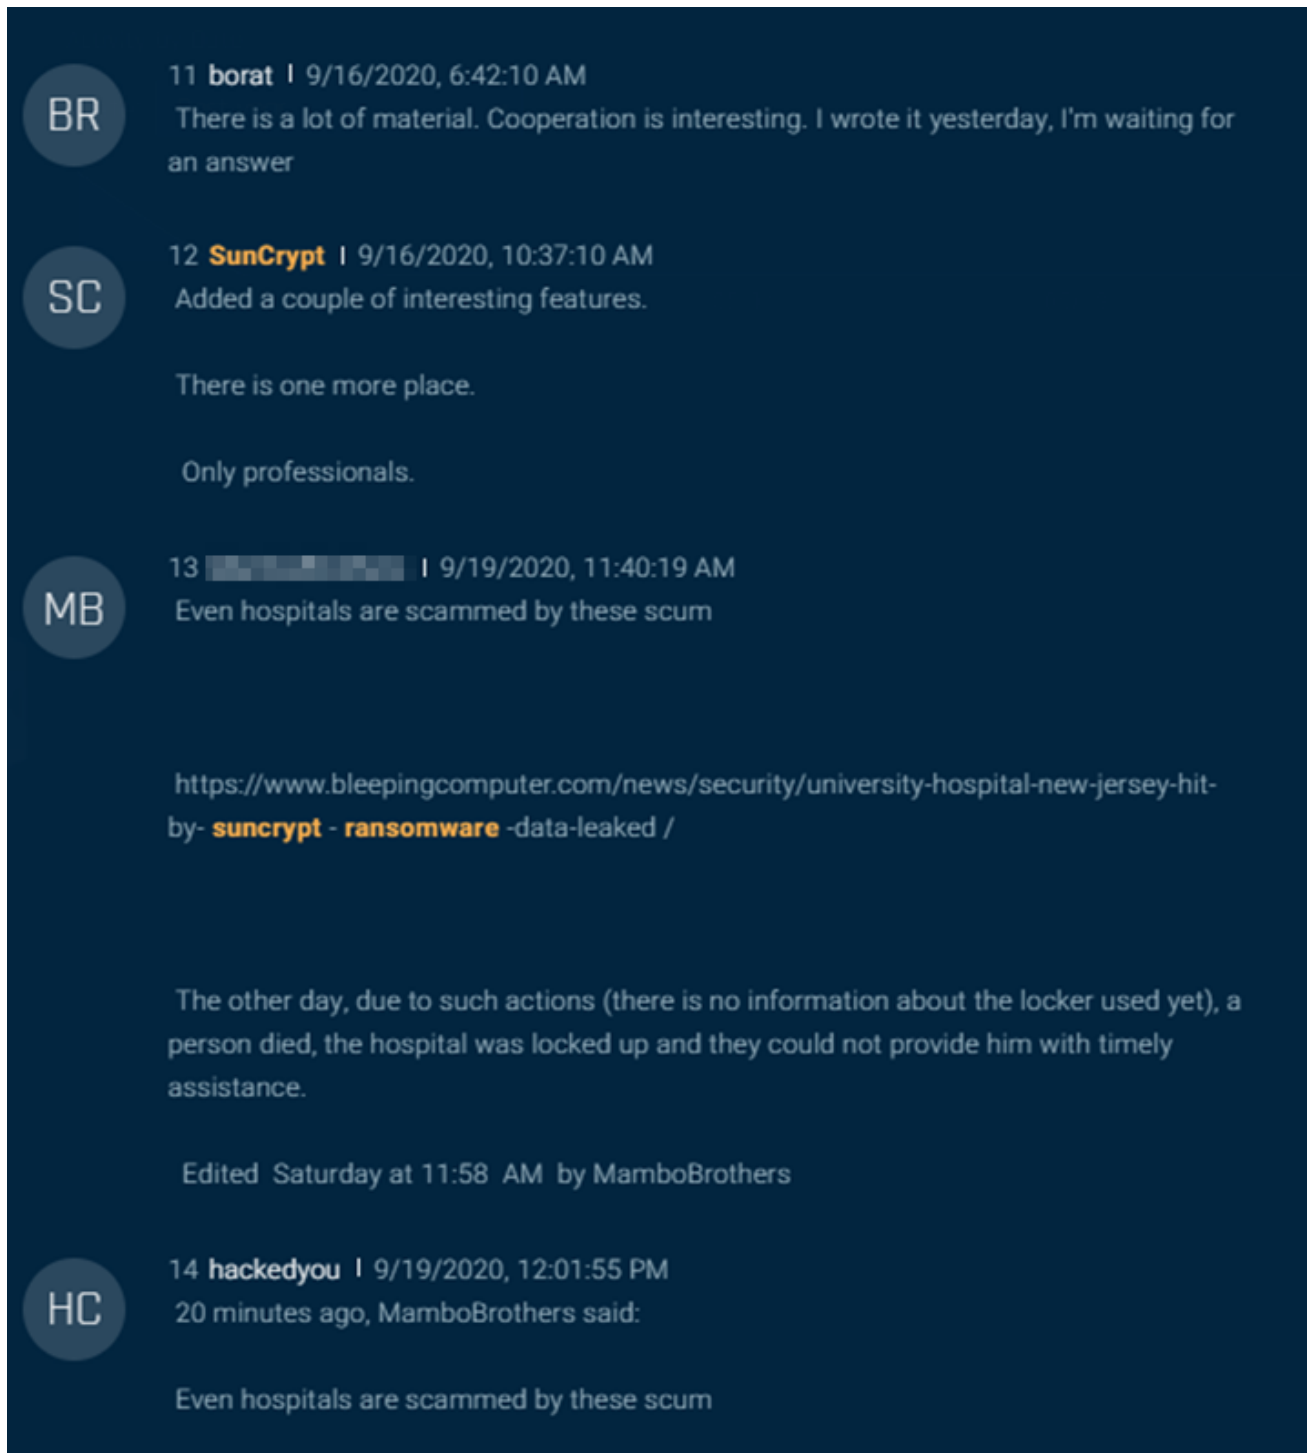 BR
11 borat | 9/16/2020, 6:42:10 AM
There is a lot of material. Cooperation is interesting. I wrote it yesterday, I'm waiting for
an answer
SC
12 SunCrypt | 9/16/2020, 10:37:10 AM
Added a couple of interesting features.
There is one more place.
Only professionals.
MB
13 | 9/19/2020, 11:40:19 AM
Even hospitals are scammed by these scum
https://www.bleepingcomputer.com/news/security/university-hospital-new-jersey-hit-
by- suncrypt - ransomware -data-leaked /
The other day, due to such actions (there is no information about the locker used yet), a
person died, the hospital was locked up and they could not provide him with timely
assistance.
Edited Saturday at 11:58 AM by MamboBrothers
HC
14 hackedyou | 9/19/2020, 12:01:55 PM
20 minutes ago, MamboBrothers said:
Even hospitals are scammed by these scum